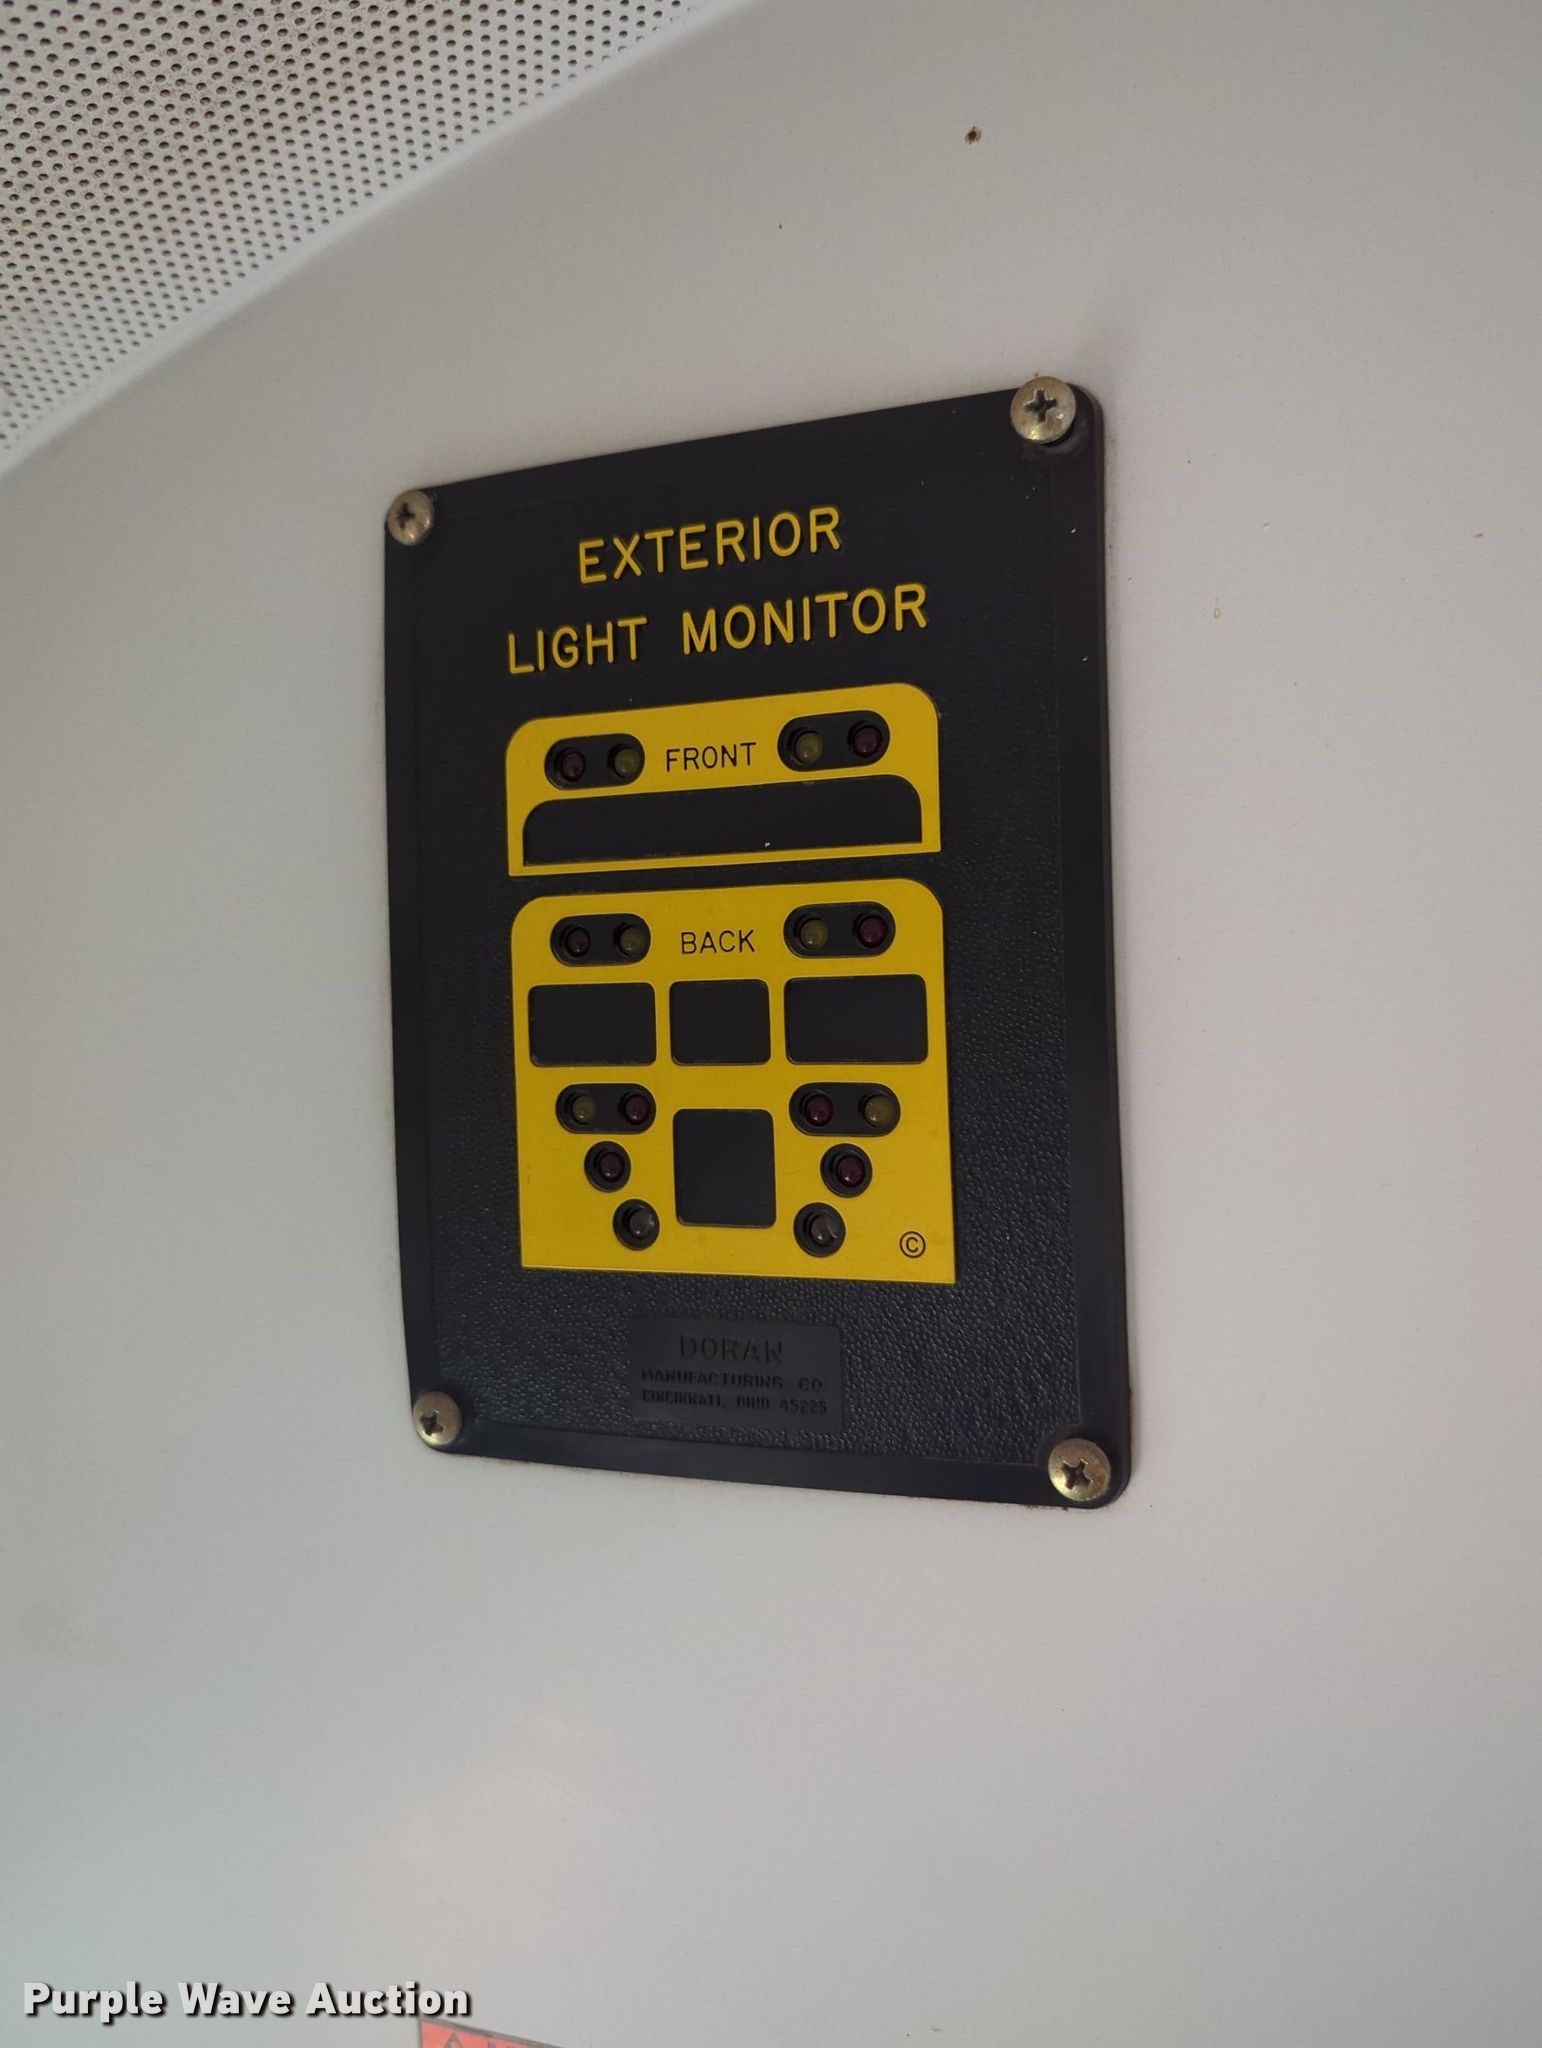 EXTERIOR
LIGHT MONITOR
FRONT
BACK
©
DORAN
MANUFACTURING CO
CINCINNATI, OHIO 45225
Purple Wave Auction